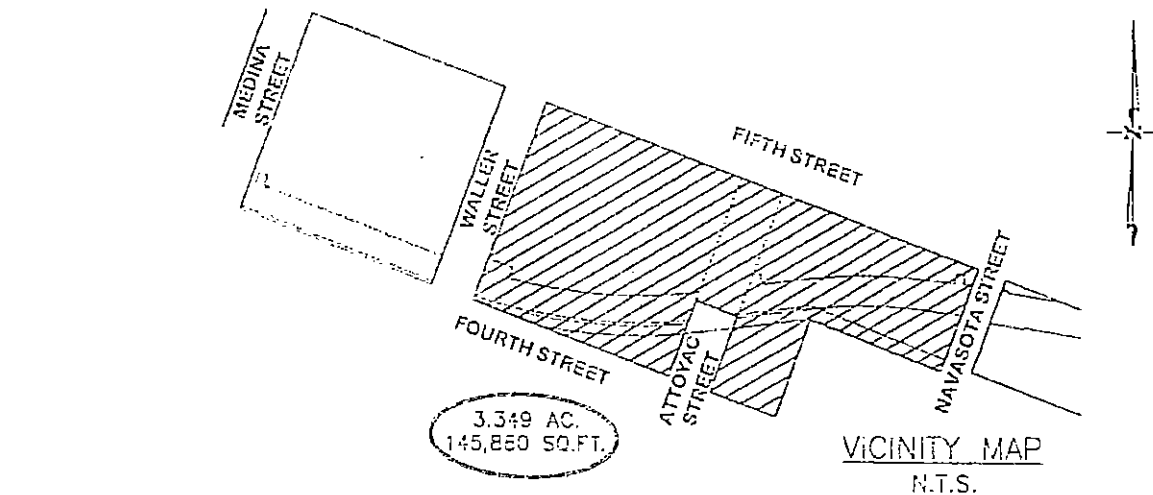 MEDINA
STREET
WALLER
STREET
FIFTH STREET
N
NAVASOTA STREET
FOURTH STREET
ATTOYAC
STREET
3.349 AC.
145,880 SQ.FT.
VICINITY MAP
N.T.S.